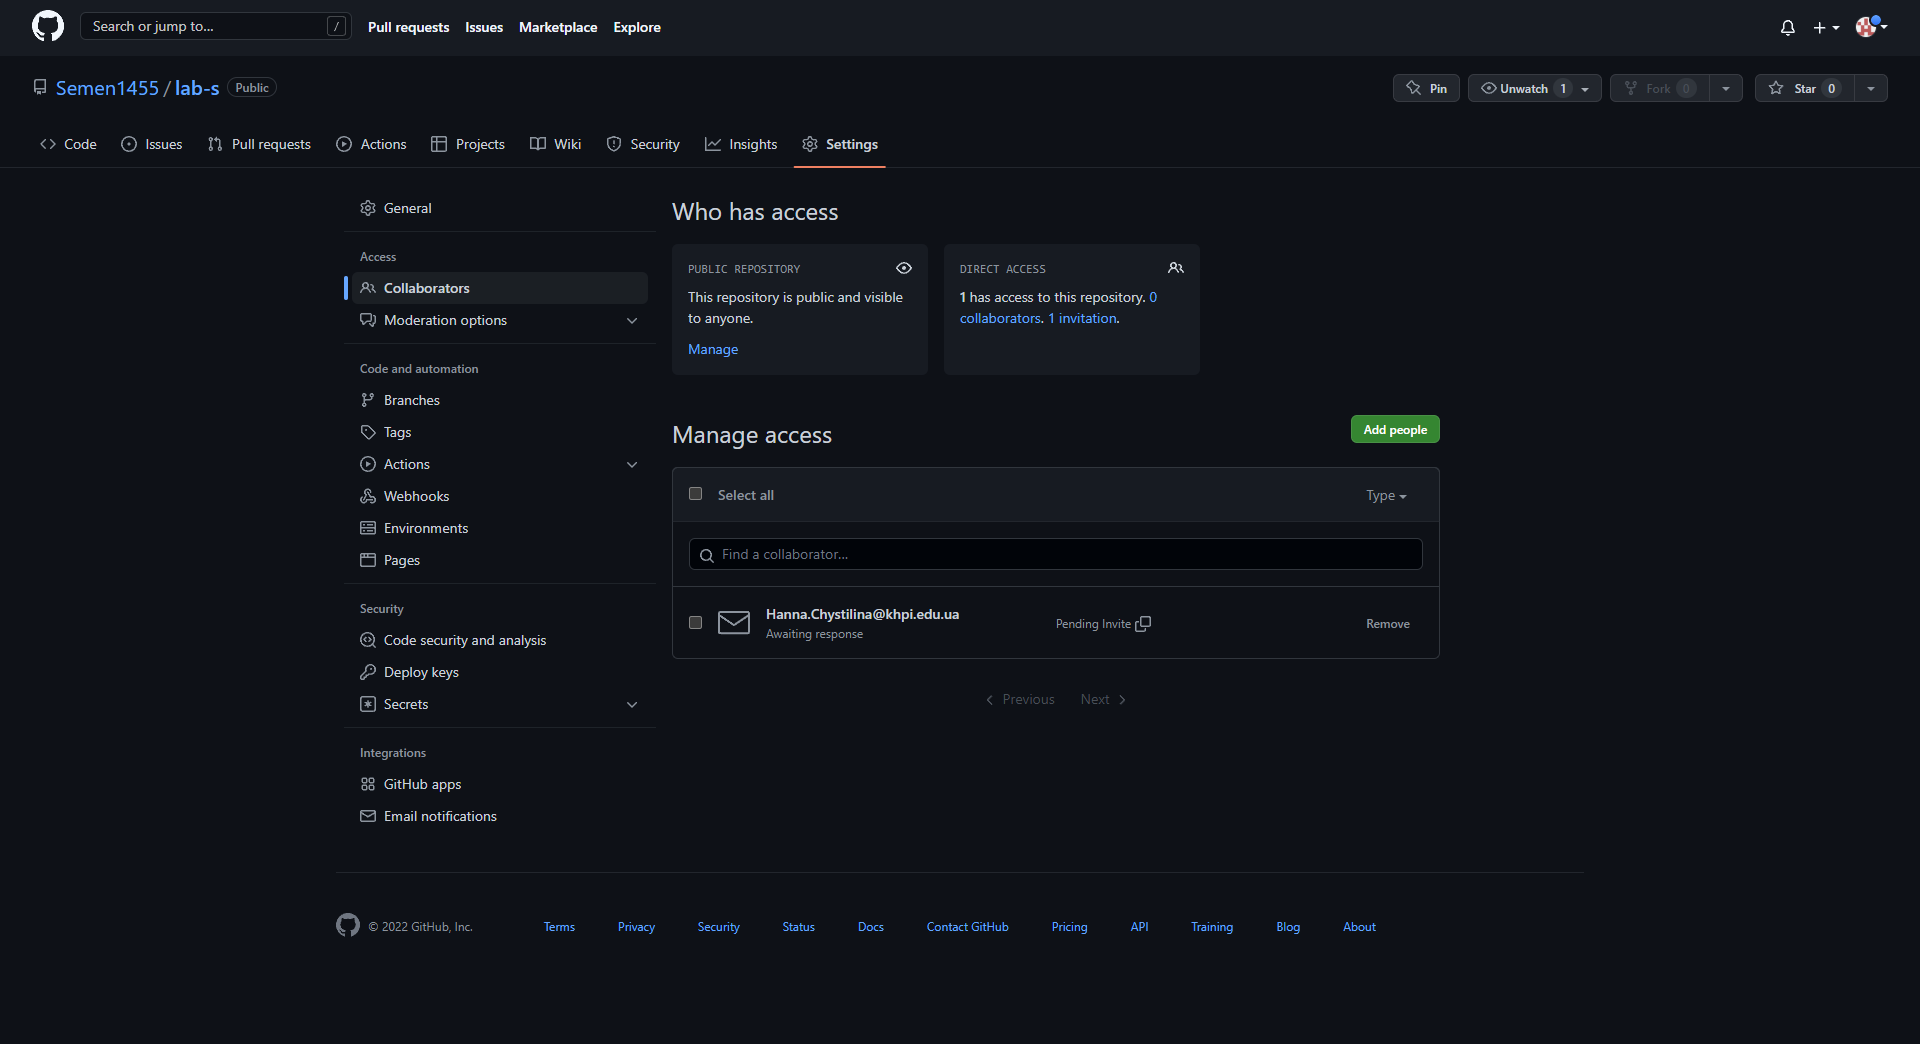 Search or jump to... /
Pull requests Issues Marketplace Explore
Semen1455 / lab-s Public
Pin Unwatch 1 Fork 0 Star 0
Code Issues Pull requests Actions Projects Wiki Security Insights Settings
General
Access
Collaborators
Moderation options
Code and automation
Branches
Tags
Actions
Webhooks
Environments
Pages
Security
Code security and analysis
Deploy keys
Secrets
Integrations
GitHub apps
Email notifications
Who has access
PUBLIC REPOSITORY
This repository is public and visible
to anyone.
Manage
DIRECT ACCESS
1 has access to this repository. 0
collaborators. 1 invitation.
Manage access
Add people
Select all Type
Find a collaborator...
Hanna.Chystilina@khpi.edu.ua
Awaiting response
Pending Invite
Remove
Previous Next
© 2022 GitHub, Inc. Terms Privacy Security Status Docs Contact GitHub Pricing API Training Blog About